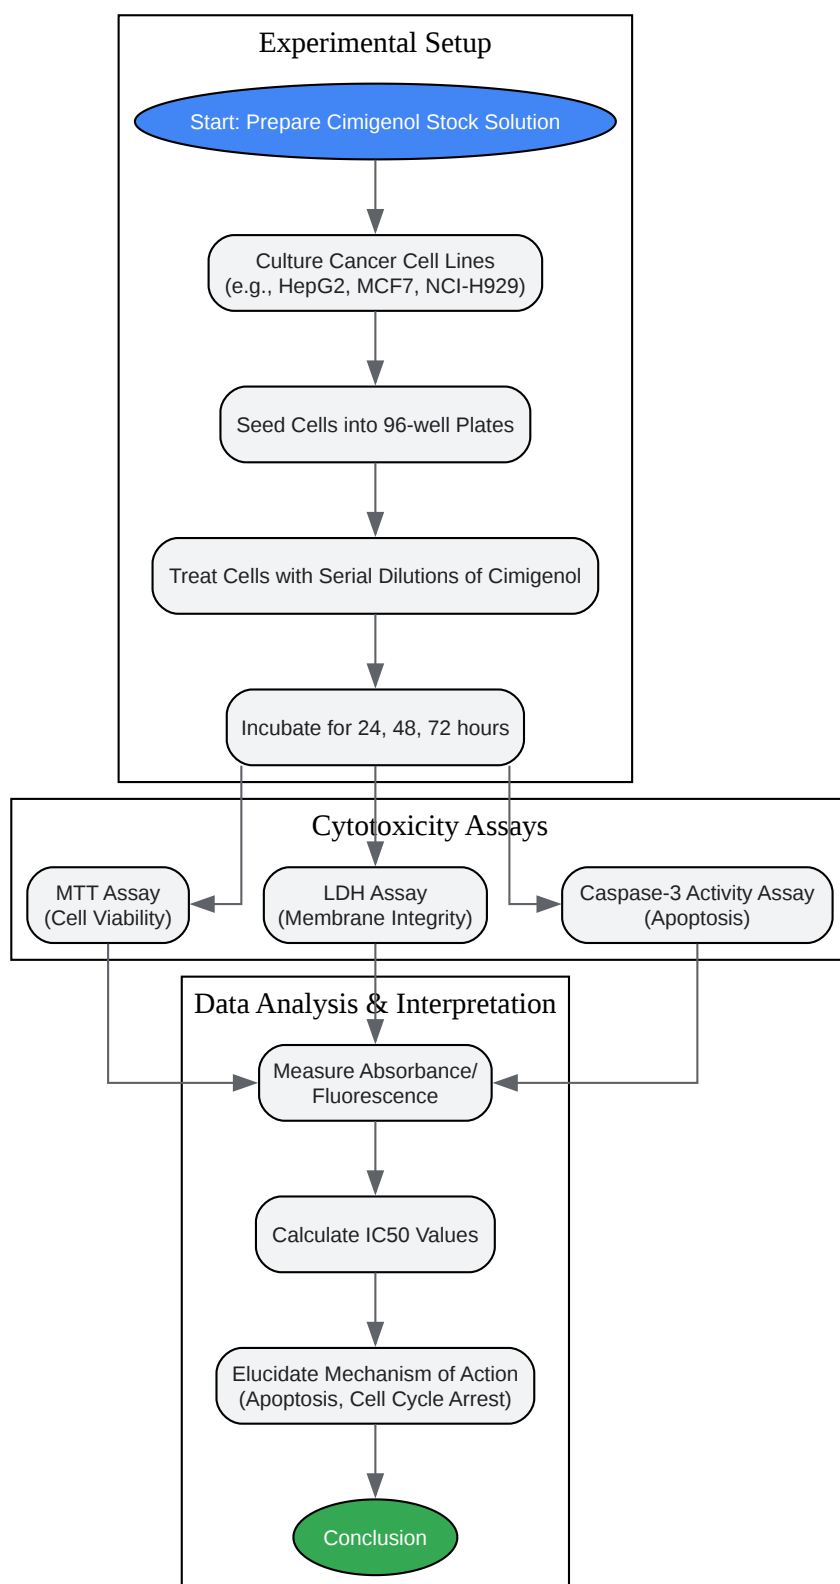 Experimental Setup
Start: Prepare Cimigenol Stock Solution
Culture Cancer Cell Lines
(e.g., HepG2, MCF7, NCI-H929)
Seed Cells into 96-well Plates
Treat Cells with Serial Dilutions of Cimigenol
Incubate for 24, 48, 72 hours
Cytotoxicity Assays
MTT Assay
(Cell Viability)
LDH Assay
(Membrane Integrity)
Caspase-3 Activity Assay
(Apoptosis)
Data Analysis & Interpretation
Measure Absorbance/
Fluorescence
Calculate IC50 Values
Elucidate Mechanism of Action
(Apoptosis, Cell Cycle Arrest)
Conclusion